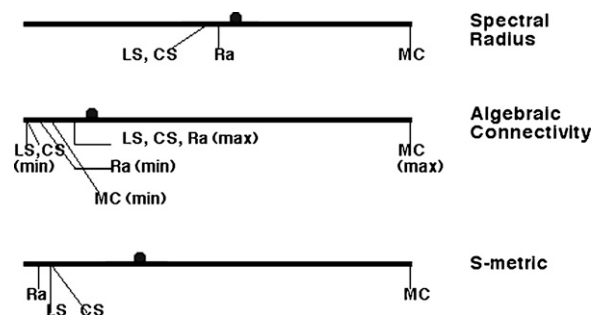 Spectral
Radius
LS, CS
Ra
MC
Algebraic
Connectivity
LS, CS, Ra (max)
LS,CS
(min)
Ra (min)
MC
(max)
MC (min)
S-metric
Ra
MC
LS
CS